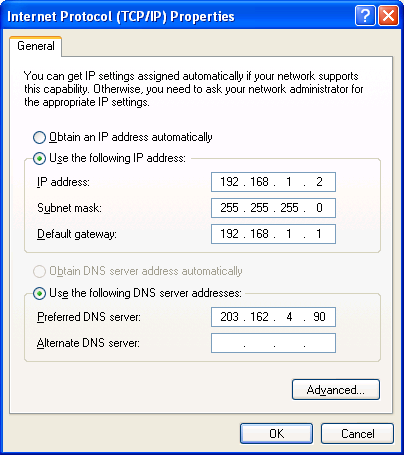 Internet Protocol (TCP/IP) Properties
General
You can get IP settings assigned automatically if your network supports
this capability. Otherwise, you need to ask your network administrator for
the appropriate IP settings.
Obtain an IP address automatically
Use the following IP address:
IP address: 192 . 168 . 1 . 2
Subnet mask: 255 . 255 . 255 . 0
Default gateway: 192 . 168 . 1 . 1
Obtain DNS server address automatically
Use the following DNS server addresses:
Preferred DNS server: 203 . 162 . 4 . 90
Alternate DNS server: . . .
Advanced...
OK Cancel